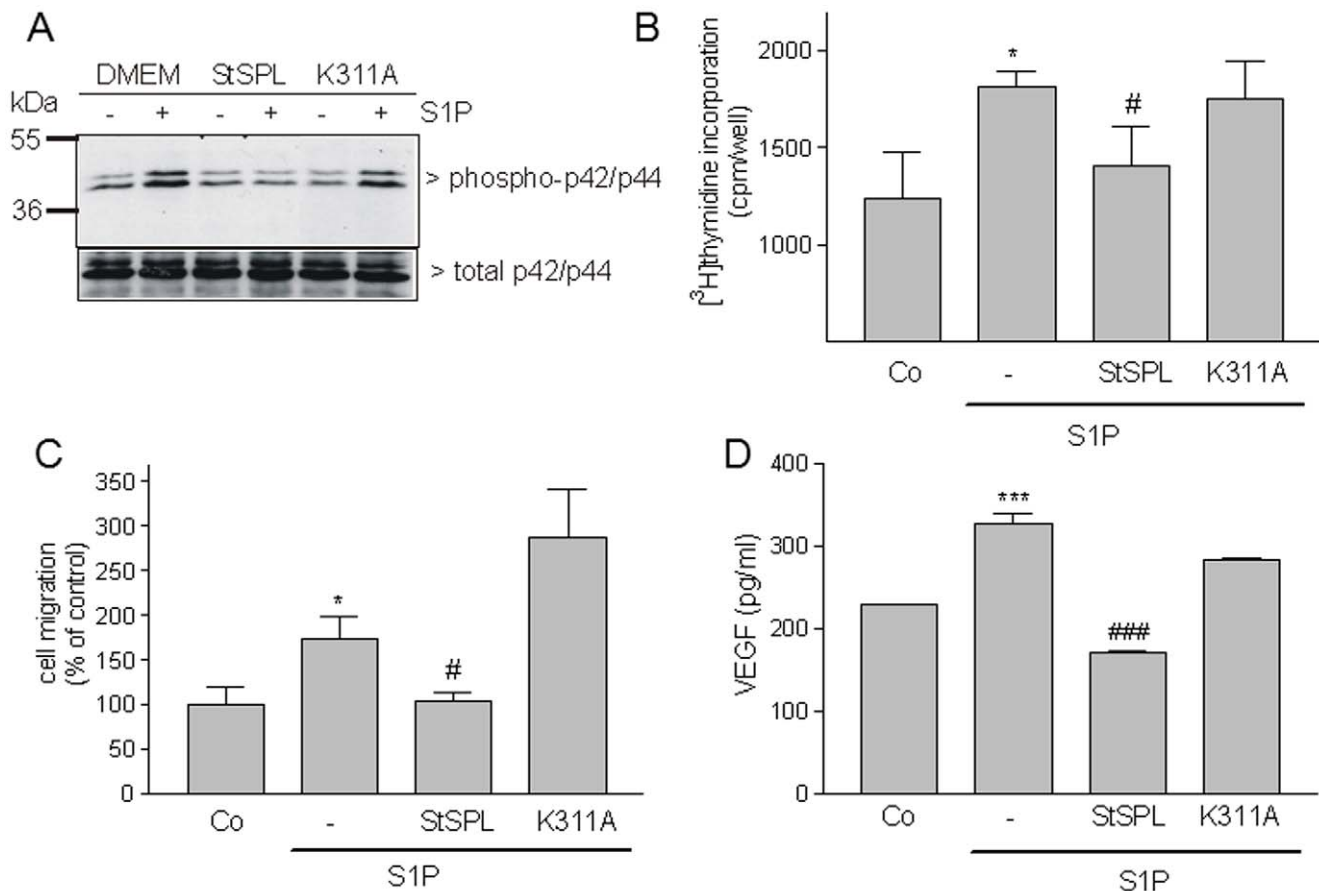 A
DMEM StSPL K311A
kDa - + - + - + S1P
55
> phospho-p42/p44
36
> total p42/p44
B
[³H]thymidine incorporation
(cpm/well)
2000
1500
1000
*
#
Co - StSPL K311A
S1P
C
cell migration
(% of control)
350
300
250
200
150
100
50
0
*
#
Co - StSPL K311A
S1P
D
VEGF (pg/ml)
400
300
200
100
0
***
###
Co - StSPL K311A
S1P